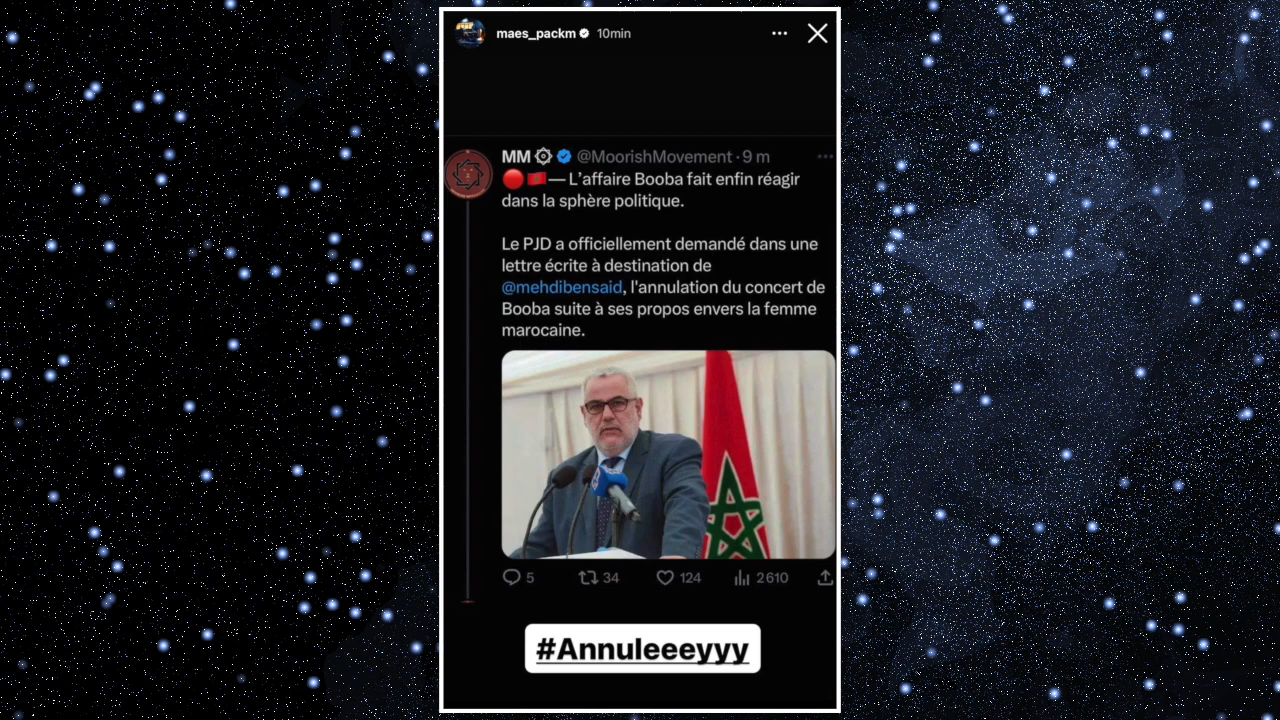 maes_packm 10min
MM @MoorishMovement · 9 m
🔴🇲🇦— L'affaire Booba fait enfin réagir
dans la sphère politique.
Le PJD a officiellement demandé dans une
lettre écrite à destination de
@mehdibensaid, l'annulation du concert de
Booba suite à ses propos envers la femme
marocaine.
5 34 124 2 610
#Annuleeeyyy